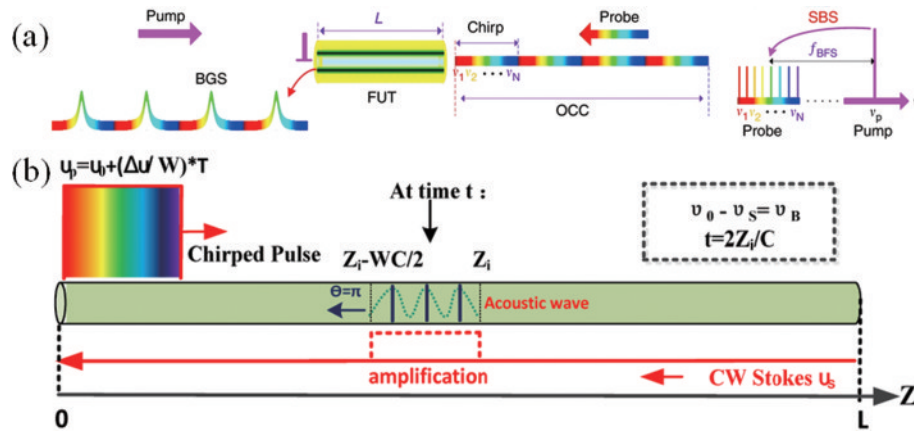 (a)
Pump
L
Chirp
Probe
SBS
fBFS
BGS
FUT
ν1 ν2 ••• νN
OCC
ν1 ν2 ••• νN
νp
Probe
Pump
(b)
υp=υ0+(Δυ/ W)*T
At time t :
υ0 - υS= υB
t=2Zi/C
Chirped Pulse
Zi-WC/2
Zi
Θ=π
Acoustic wave
amplification
CW Stokes υs
Z
0
L